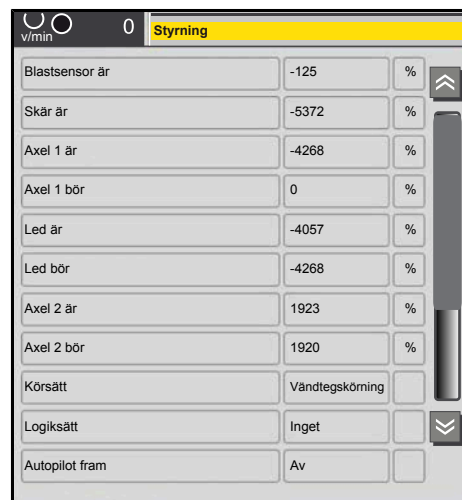 v/min 0 Styrning
Blastsensor är -125 %
Skär är -5372 %
Axel 1 är -4268 %
Axel 1 bör 0 %
Led är -4057 %
Led bör -4268 %
Axel 2 är 1923 %
Axel 2 bör 1920 %
Körsätt Vändtegskörning
Logiksätt Inget
Autopilot fram Av